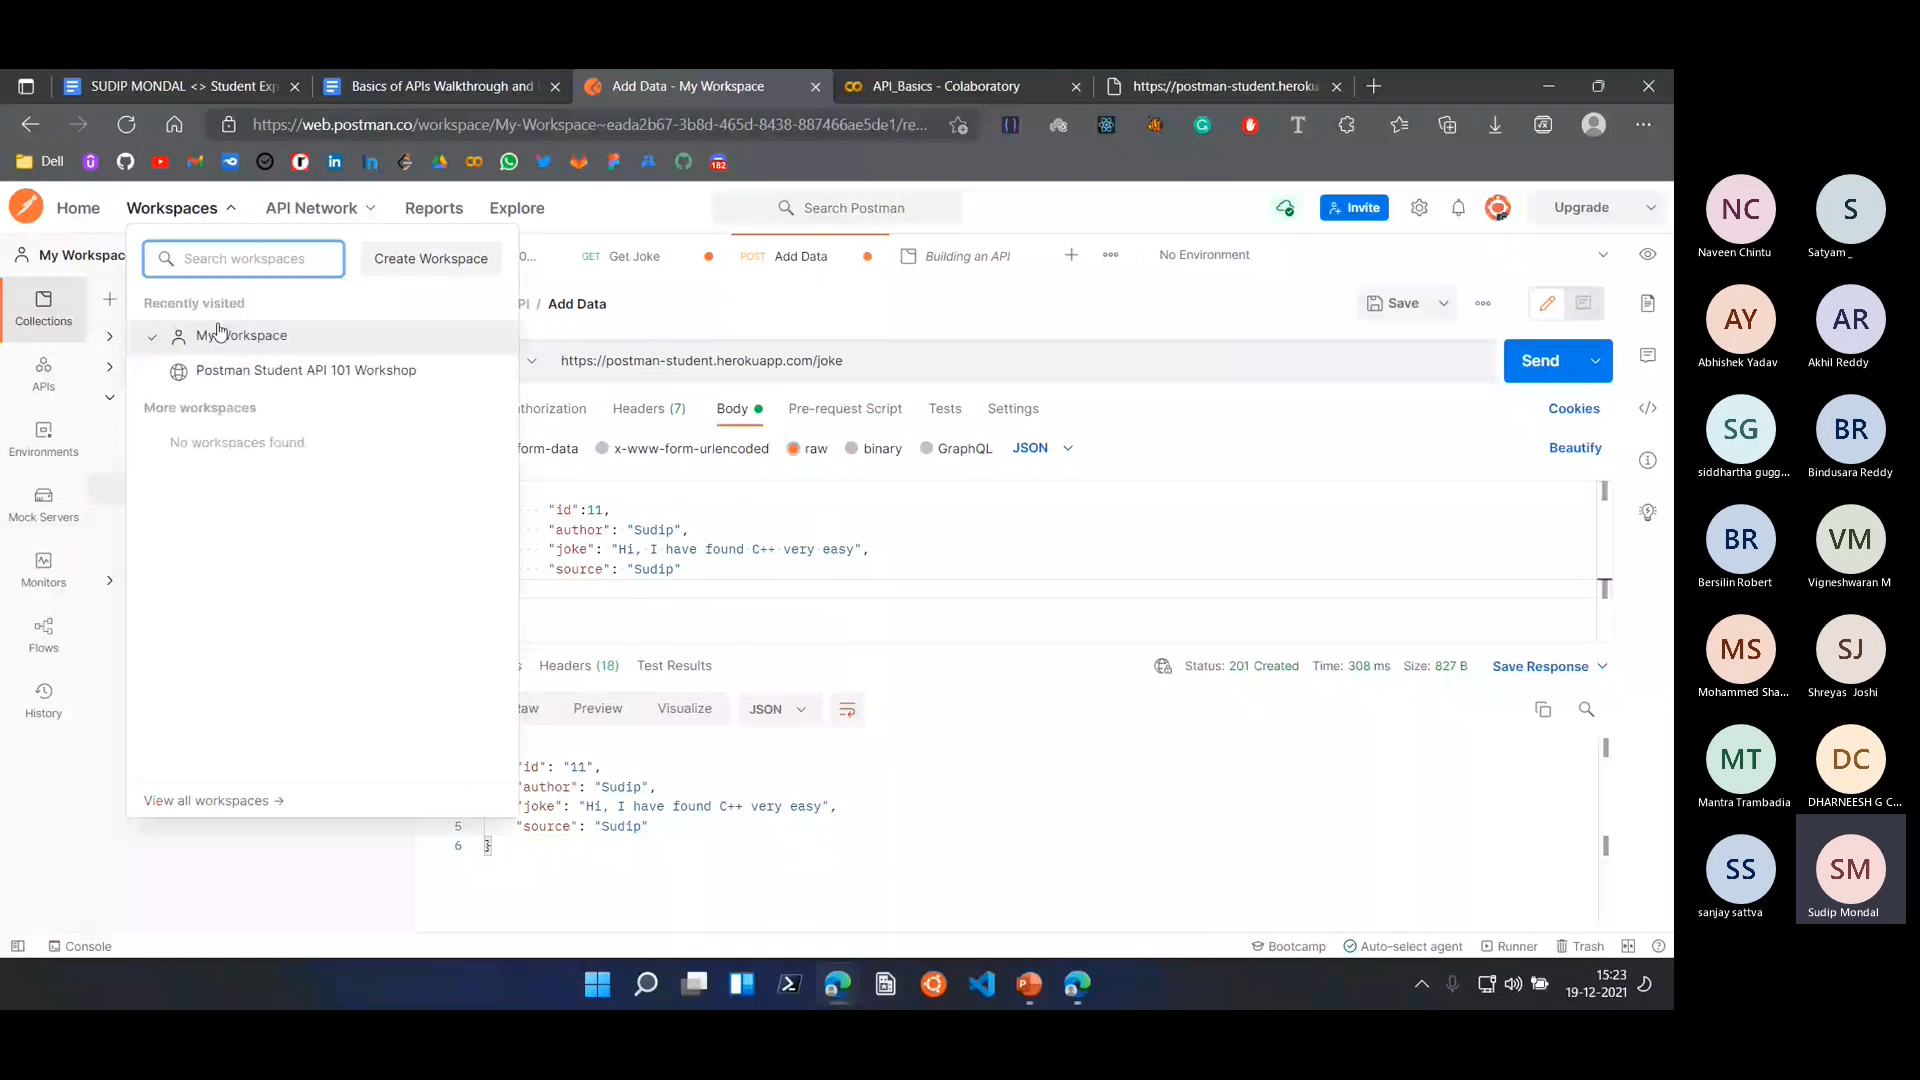 SUDIP MONDAL <> Student Exp
Basics of APIs Walkthrough and
Add Data - My Workspace
API_Basics - Colaboratory
https://postman-student.heroku
https://web.postman.co/workspace/My-Workspace~eada2b67-3b8d-465d-8438-887466ae5de1/re...
Dell
182
Home
Workspaces
API Network
Reports
Explore
Search Postman
Invite
Upgrade
My Workspac
Search workspaces
Create Workspace
GET Get Joke
POST Add Data
Building an API
No Environment
Recently visited
PI / Add Data
Save
My Workspace
Postman Student API 101 Workshop
More workspaces
No workspaces found
View all workspaces →
Collections
APIs
Environments
Mock Servers
Monitors
Flows
History
https://postman-student.herokuapp.com/joke
Send
thorization
Headers (7)
Body
Pre-request Script
Tests
Settings
Cookies
form-data
x-www-form-urlencoded
raw
binary
GraphQL
JSON
Beautify
"id":11,
"author": "Sudip",
"joke": "Hi, I have found C++ very easy",
"source": "Sudip"
s
Headers (18)
Test Results
Status: 201 Created
Time: 308 ms
Size: 827 B
Save Response
aw
Preview
Visualize
JSON
"id": "11",
"author": "Sudip",
"joke": "Hi, I have found C++ very easy",
5 "source": "Sudip"
6 }
Console
Bootcamp
Auto-select agent
Runner
Trash
15:23
19-12-2021
NC
Naveen Chintu
S
Satyam _
AY
Abhishek Yadav
AR
Akhil Reddy
SG
siddhartha gugg...
BR
Bindusara Reddy
BR
Bersilin Robert
VM
Vigneshwaran M
MS
Mohammed Sha...
SJ
Shreyas Joshi
MT
Mantra Trambadia
DC
DHARNEESH G C...
SS
sanjay sattva
SM
Sudip Mondal